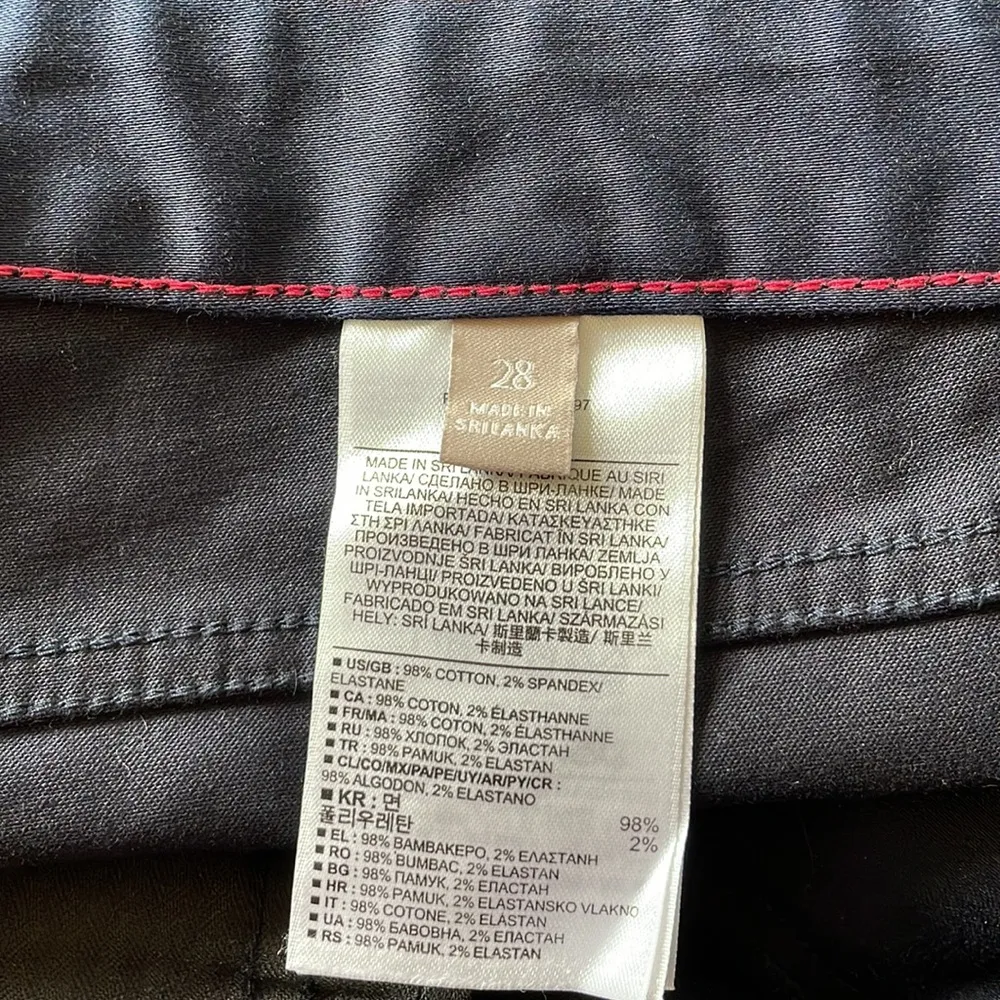 28
97
MADE IN
SRI LANKA
MADE IN SRI LANKA/ FABRIQUE AU SIRI
LANKA/ СДЕЛАНО В ШРИ-ЛАНКЕ/ MADE
IN SRILANKA/ HECHO EN SRI LANKA CON
TELA IMPORTADA/ ΚΑΤΑΣΚΕΥΑΣΤΗΚΕ
ΣΤΗ ΣΡΙ ΛΑΝΚΑ/ FABRICAT ÎN SRI LANKA/
ПРОИЗВЕДЕНО В ШРИ ЛАНКА/ ZEMLJA
PROIZVODNJE ŠRI LANKA/ ВИРОБЛЕНО У
ШРІ-ЛАНЦІ/ PROIZVEDENO U ŠRI LANKI/
WYPRODUKOWANO NA SRI LANCE/
FABRICADO EM SRI LANKA/ SZÁRMAZÁSI
HELY: SRÍ LANKA/ 斯里蘭卡製造/ 斯里兰
卡制造
■ US/GB : 98% COTTON, 2% SPANDEX/
ELASTANE
■ CA : 98% COTON, 2% ÉLASTHANNE
■ FR/MA : 98% COTON, 2% ÉLASTHANNE
■ RU : 98% ХЛОПОК, 2% ЭЛАСТАН
■ TR : 98% PAMUK, 2% ELASTAN
■ CL/CO/MX/PA/PE/UY/AR/PY/CR :
98% ALGODON, 2% ELASTANO
■ KR : 면 98%
폴리우레탄 2%
■ EL : 98% ΒΑΜΒΑΚΕΡΟ, 2% ΕΛΑΣΤΑΝΗ
■ RO : 98% BUMBAC, 2% ELASTAN
■ BG : 98% ПАМУК, 2% ЕЛАСТАН
■ HR : 98% PAMUK, 2% ELASTANSKO VLAKNO
■ IT : 98% COTONE, 2% ELASTAN
■ UA : 98% БАВОВНА, 2% ЕЛАСТАН
■ RS : 98% PAMUK, 2% ELASTAN